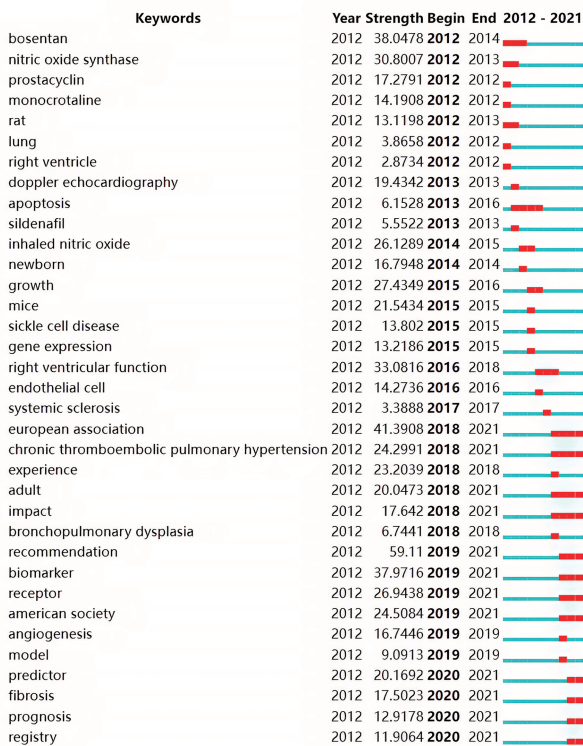 Keywords Year Strength Begin End 2012 - 2021
bosentan 2012 38.0478 2012 2014
nitric oxide synthase 2012 30.8007 2012 2013
prostacyclin 2012 17.2791 2012 2012
monocrotaline 2012 14.1908 2012 2012
rat 2012 13.1198 2012 2013
lung 2012 3.8658 2012 2012
right ventricle 2012 2.8734 2012 2012
doppler echocardiography 2012 19.4342 2013 2013
apoptosis 2012 6.1528 2013 2016
sildenafil 2012 5.5522 2013 2013
inhaled nitric oxide 2012 26.1289 2014 2015
newborn 2012 16.7948 2014 2014
growth 2012 27.4349 2015 2016
mice 2012 21.5434 2015 2015
sickle cell disease 2012 13.802 2015 2015
gene expression 2012 13.2186 2015 2015
right ventricular function 2012 33.0816 2016 2018
endothelial cell 2012 14.2736 2016 2016
systemic sclerosis 2012 3.3888 2017 2017
european association 2012 41.3908 2018 2021
chronic thromboembolic pulmonary hypertension 2012 24.2991 2018 2021
experience 2012 23.2039 2018 2018
adult 2012 20.0473 2018 2021
impact 2012 17.642 2018 2021
bronchopulmonary dysplasia 2012 6.7441 2018 2018
recommendation 2012 59.11 2019 2021
biomarker 2012 37.9716 2019 2021
receptor 2012 26.9438 2019 2021
american society 2012 24.5084 2019 2021
angiogenesis 2012 16.7446 2019 2019
model 2012 9.0913 2019 2019
predictor 2012 20.1692 2020 2021
fibrosis 2012 17.5023 2020 2021
prognosis 2012 12.9178 2020 2021
registry 2012 11.9064 2020 2021